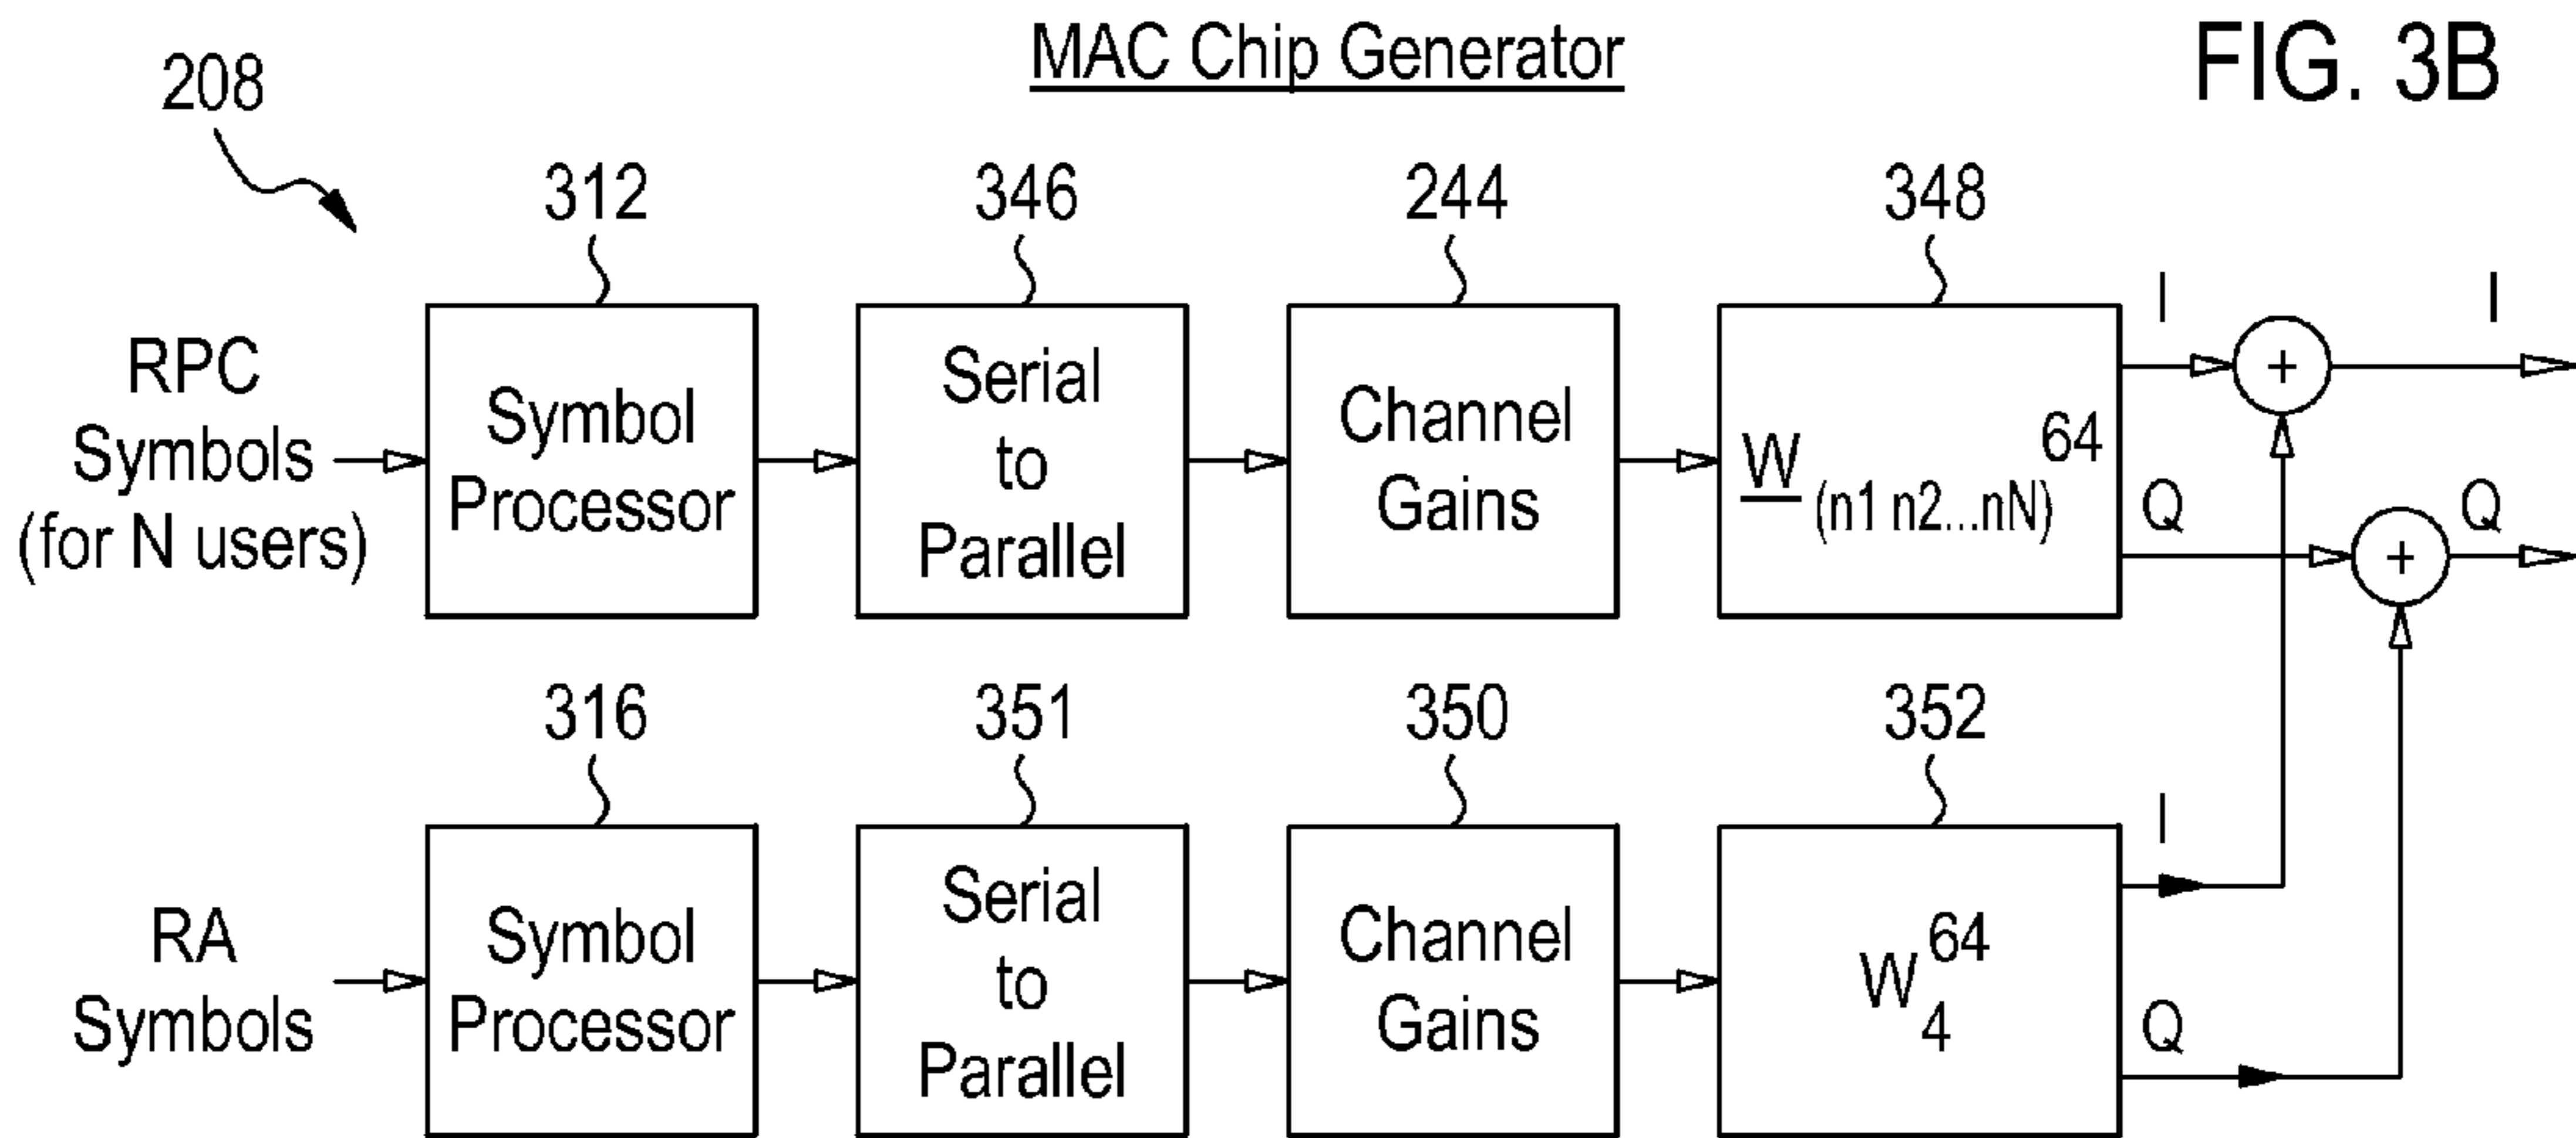 MAC Chip Generator
FIG. 3B
208
312
346
244
348
RPC
Symbols
(for N users)
Symbol
Processor
Serial
to
Parallel
Channel
Gains
W (n1 n2...nN) 64
I
Q
+
+
I
Q
316
351
350
352
RA
Symbols
Symbol
Processor
Serial
to
Parallel
Channel
Gains
W 64 4
I
Q